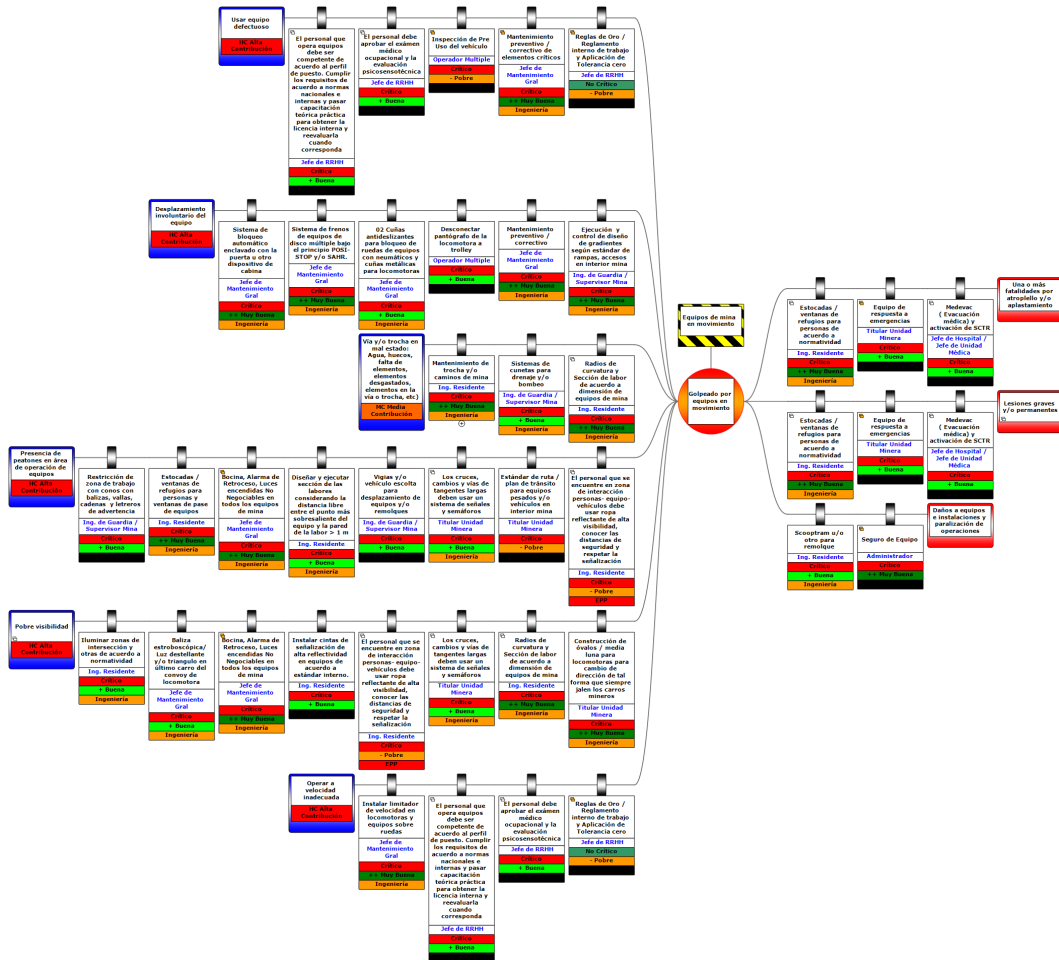 Usar equipo
defectuoso
HC Alta
Contribución
El personal que
opera equipos
debe ser
competente de
acuerdo al perfil
de puesto. Cumplir
los requisitos de
acuerdo a normas
nacionales e
internas y pasar
capacitación
teórica práctica
para obtener la
licencia interna y
reevaluarla
cuando
corresponda
Jefe de RRHH
Crítico
+ Buena
El personal debe
aprobar el exámen
médico
ocupacional y la
evaluación
psicosensotécnica
Jefe de RRHH
Crítico
+ Buena
Inspección de Pre
Uso del vehículo
Operador Multiple
Crítico
- Pobre
Mantenimiento
preventivo /
correctivo de
elementos críticos
Jefe de
Mantenimiento
Gral
Crítico
++ Muy Buena
Ingeniería
Reglas de Oro /
Reglamento
interno de trabajo
y Aplicación de
Tolerancia cero
Jefe de RRHH
No Crítico
- Pobre
Desplazamiento
involuntario del
equipo
HC Alta
Contribución
Sistema de
bloqueo
automático
enclavado con la
puerta u otro
dispositivo de
cabina
Jefe de
Mantenimiento
Gral
Crítico
++ Muy Buena
Ingeniería
Sistema de frenos
de equipos de
disco múltiple bajo
el principio POSI-
STOP y/o SAHR.
Jefe de
Mantenimiento
Gral
Crítico
++ Muy Buena
Ingeniería
02 Cuñas
antideslizantes
para bloqueo de
ruedas de equipos
con neumáticos y
cuñas metálicas
para locomotoras
Jefe de
Mantenimiento
Gral
Crítico
+ Buena
Ingeniería
Desconectar
pantógrafo de la
locomotora a
trolley
Operador Multiple
Crítico
+ Buena
Mantenimiento
preventivo /
correctivo
Jefe de
Mantenimiento
Gral
Crítico
++ Muy Buena
Ingeniería
Ejecución y
control de diseño
de gradientes
según estándar de
rampas, accesos
en interior mina
Ing. de Guardia /
Supervisor Mina
Crítico
++ Muy Buena
Ingeniería
Vía y/o trocha en
mal estado:
Agua, huecos,
falta de
elementos,
elementos
desgastados,
elementos en la
vía o trocha, etc)
MC Media
Contribución
Mantenimiento de
trocha y/o
caminos de mina
Ing. Residente
Crítico
++ Muy Buena
Ingeniería
Sistemas de
cunetas para
drenaje y/o
bombeo
Ing. de Guardia /
Supervisor Mina
Crítico
+ Buena
Ingeniería
Radios de
curvatura y
Sección de labor
de acuerdo a
dimensión de
equipos de mina
Ing. Residente
Crítico
++ Muy Buena
Ingeniería
Presencia de
peatones en área
de operación de
equipos
HC Alta
Contribución
Restricción de
zona de trabajo
con conos con
balizas, vallas,
cadenas y letreros
de advertencia
Ing. de Guardia /
Supervisor Mina
Crítico
+ Buena
Estocadas /
ventanas de
refugios para
personas y
ventanas de pase
de equipos
Ing. Residente
Crítico
++ Muy Buena
Ingeniería
Bocina, Alarma de
Retroceso, Luces
encendidas No
Negociables en
todos los equipos
de mina
Jefe de
Mantenimiento
Gral
Crítico
++ Muy Buena
Ingeniería
Diseñar y ejecutar
sección de las
labores
considerando la
distancia libre
entre el punto más
sobresaliente del
equipo y la pared
de la labor > 1 m
Ing. Residente
Crítico
+ Buena
Ingeniería
Vigías y/o
vehículo escolta
para
desplazamiento de
equipos y/o
remolques
Ing. de Guardia /
Supervisor Mina
Crítico
+ Buena
Los cruces,
cambios y vías de
tangentes largas
deben usar un
sistema de señales
y semáforos
Titular Unidad
Minera
Crítico
+ Buena
Ingeniería
Estándar de ruta /
plan de tránsito
para equipos
pesados y/o
vehículos en
interior mina
Titular Unidad
Minera
Crítico
- Pobre
El personal que se
encuentre en zona
de interacción
personas- equipo-
vehículos debe
usar ropa
reflectante de alta
visibilidad,
conocer las
distancias de
seguridad y
respetar la
señalización
Ing. Residente
Crítico
- Pobre
EPP
Pobre visibilidad
HC Alta
Contribución
Iluminar zonas de
intersección y
otras de acuerdo a
normatividad
Ing. Residente
Crítico
+ Buena
Ingeniería
Baliza
estroboscópica/
Luz destellante
y/o triangulo en
último carro del
convoy de
locomotora
Jefe de
Mantenimiento
Gral
Crítico
+ Buena
Ingeniería
Bocina, Alarma de
Retroceso, Luces
encendidas No
Negociables en
todos los equipos
de mina
Jefe de
Mantenimiento
Gral
Crítico
++ Muy Buena
Ingeniería
Instalar cintas de
señalización de
alta reflectividad
en equipos de
acuerdo a
estándar interno.
Ing. Residente
Crítico
+ Buena
El personal que se
encuentre en zona
de interacción
personas- equipo-
vehículos debe
usar ropa
reflectante de alta
visibilidad,
conocer las
distancias de
seguridad y
respetar la
señalización
Ing. Residente
Crítico
- Pobre
EPP
Los cruces,
cambios y vías de
tangentes largas
deben usar un
sistema de señales
y semáforos
Titular Unidad
Minera
Crítico
+ Buena
Ingeniería
Radios de
curvatura y
Sección de labor
de acuerdo a
dimensión de
equipos de mina
Ing. Residente
Crítico
++ Muy Buena
Ingeniería
Construcción de
óvalos / media
luna para
locomotoras para
cambio de
dirección de tal
forma que siempre
jalen los carros
mineros
Titular Unidad
Minera
Crítico
++ Muy Buena
Ingeniería
Operar a
velocidad
inadecuada
HC Alta
Contribución
Instalar limitador
de velocidad en
locomotoras y
equipos sobre
ruedas
Jefe de
Mantenimiento
Gral
Crítico
++ Muy Buena
Ingeniería
El personal que
opera equipos
debe ser
competente de
acuerdo al perfil
de puesto. Cumplir
los requisitos de
acuerdo a normas
nacionales e
internas y pasar
capacitación
teórica práctica
para obtener la
licencia interna y
reevaluarla
cuando
corresponda
Jefe de RRHH
Crítico
+ Buena
El personal debe
aprobar el exámen
médico
ocupacional y la
evaluación
psicosensotécnica
Jefe de RRHH
Crítico
+ Buena
Reglas de Oro /
Reglamento
interno de trabajo
y Aplicación de
Tolerancia cero
Jefe de RRHH
No Crítico
- Pobre
Equipos de mina
en movimiento
Golpeado por
equipos en
movimiento
Estocadas /
ventanas de
refugios para
personas de
acuerdo a
normatividad
Ing. Residente
Crítico
++ Muy Buena
Ingeniería
Equipo de
respuesta a
emergencias
Titular Unidad
Minera
Crítico
+ Buena
Medevac
( Evacuación
médica) y
activación de SCTR
Jefe de Hospital /
Jefe de Unidad
Médica
Crítico
+ Buena
Una o más
fatalidades por
atroplello y/o
aplastamiento
Estocadas /
ventanas de
refugios para
personas de
acuerdo a
normatividad
Ing. Residente
Crítico
++ Muy Buena
Ingeniería
Equipo de
respuesta a
emergencias
Titular Unidad
Minera
Crítico
+ Buena
Medevac
( Evacuación
médica) y
activación de SCTR
Jefe de Hospital /
Jefe de Unidad
Médica
Crítico
+ Buena
Lesiones graves
y/o permanentes
Scooptram u/o
otro para
remolque
Ing. Residente
Crítico
+ Buena
Ingeniería
Seguro de Equipo
Administrador
Crítico
++ Muy Buena
Daños a equipos
e instalaciones y
paralización de
operaciones